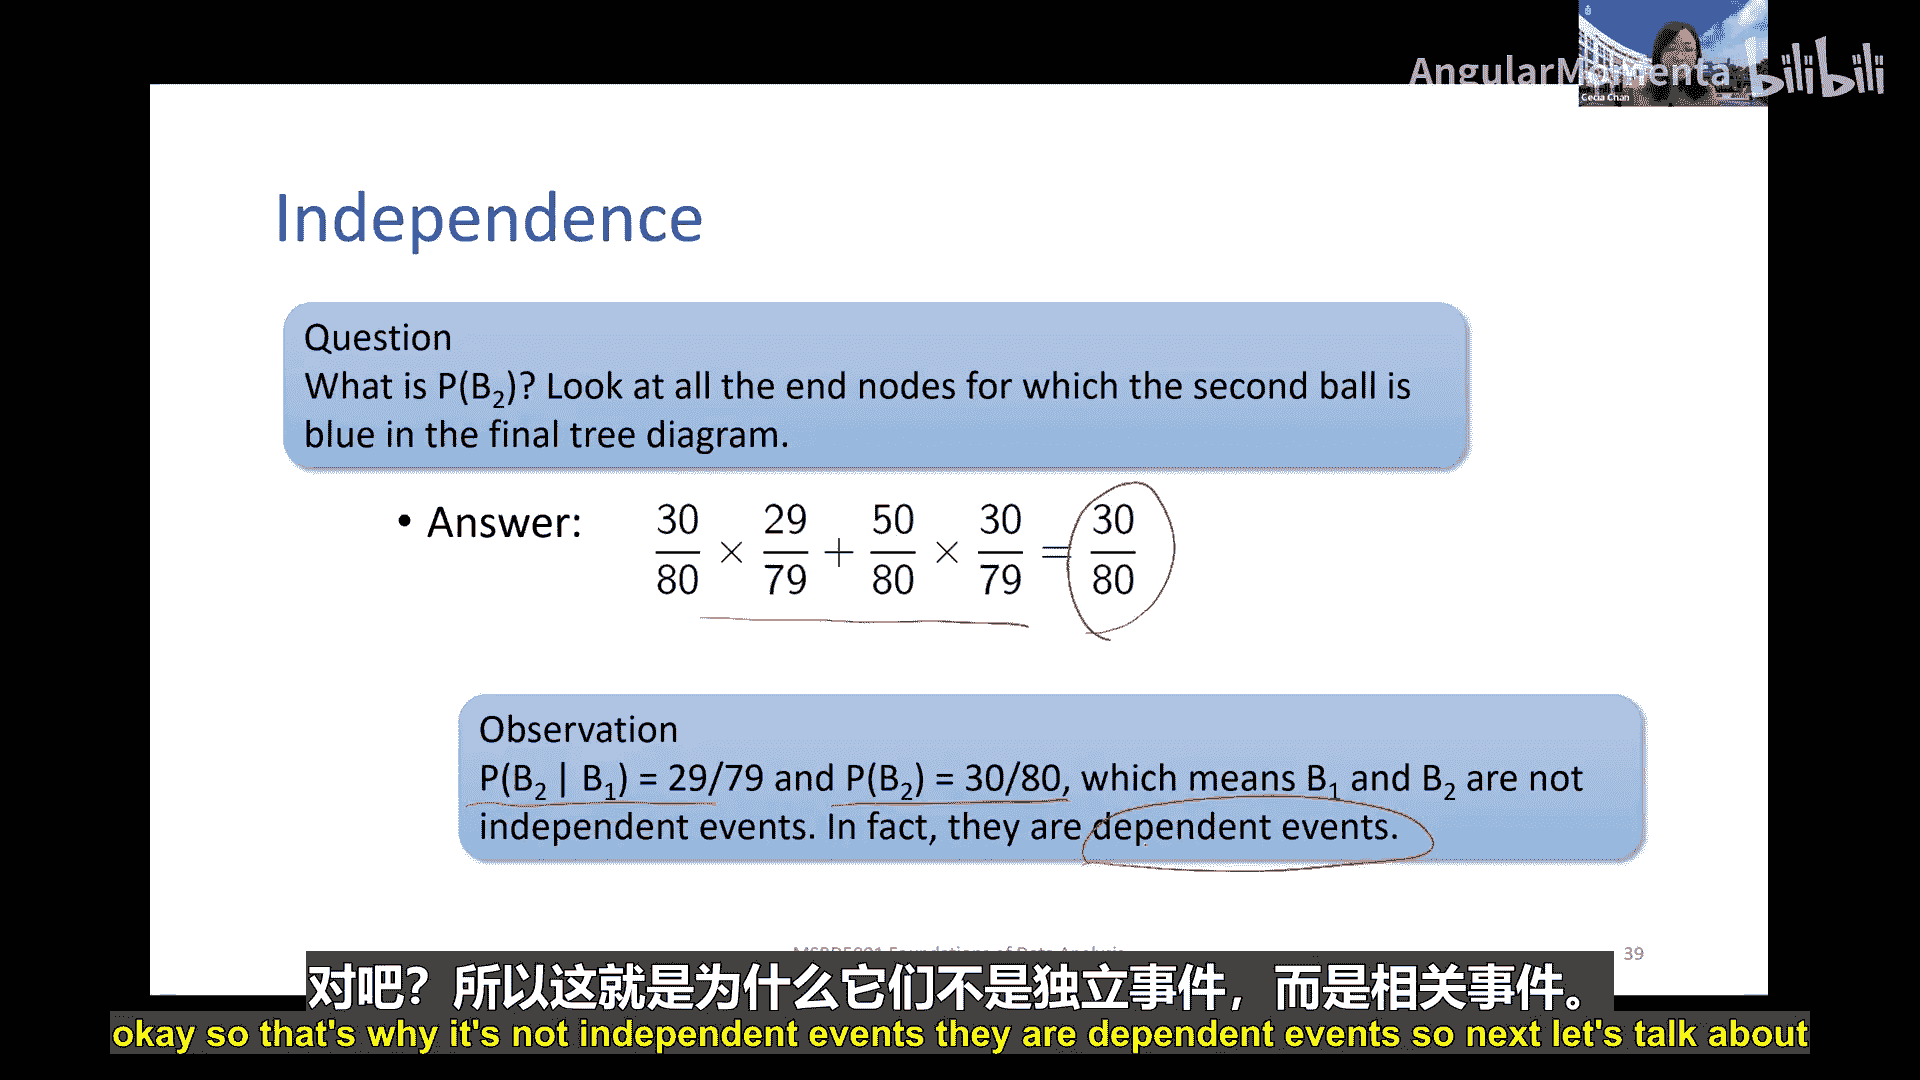 AngularMomenta bilibili
Cecia Chan
Independence
Question
What is P(B2)? Look at all the end nodes for which the second ball is
blue in the final tree diagram.
• Answer: 30/80 × 29/79 + 50/80 × 30/79 = 30/80
Observation
P(B2 | B1) = 29/79 and P(B2) = 30/80, which means B1 and B2 are not
independent events. In fact, they are dependent events.
39
对吧？所以这就是为什么它们不是独立事件，而是相关事件。
okay so that's why it's not independent events they are dependent events so next let's talk about